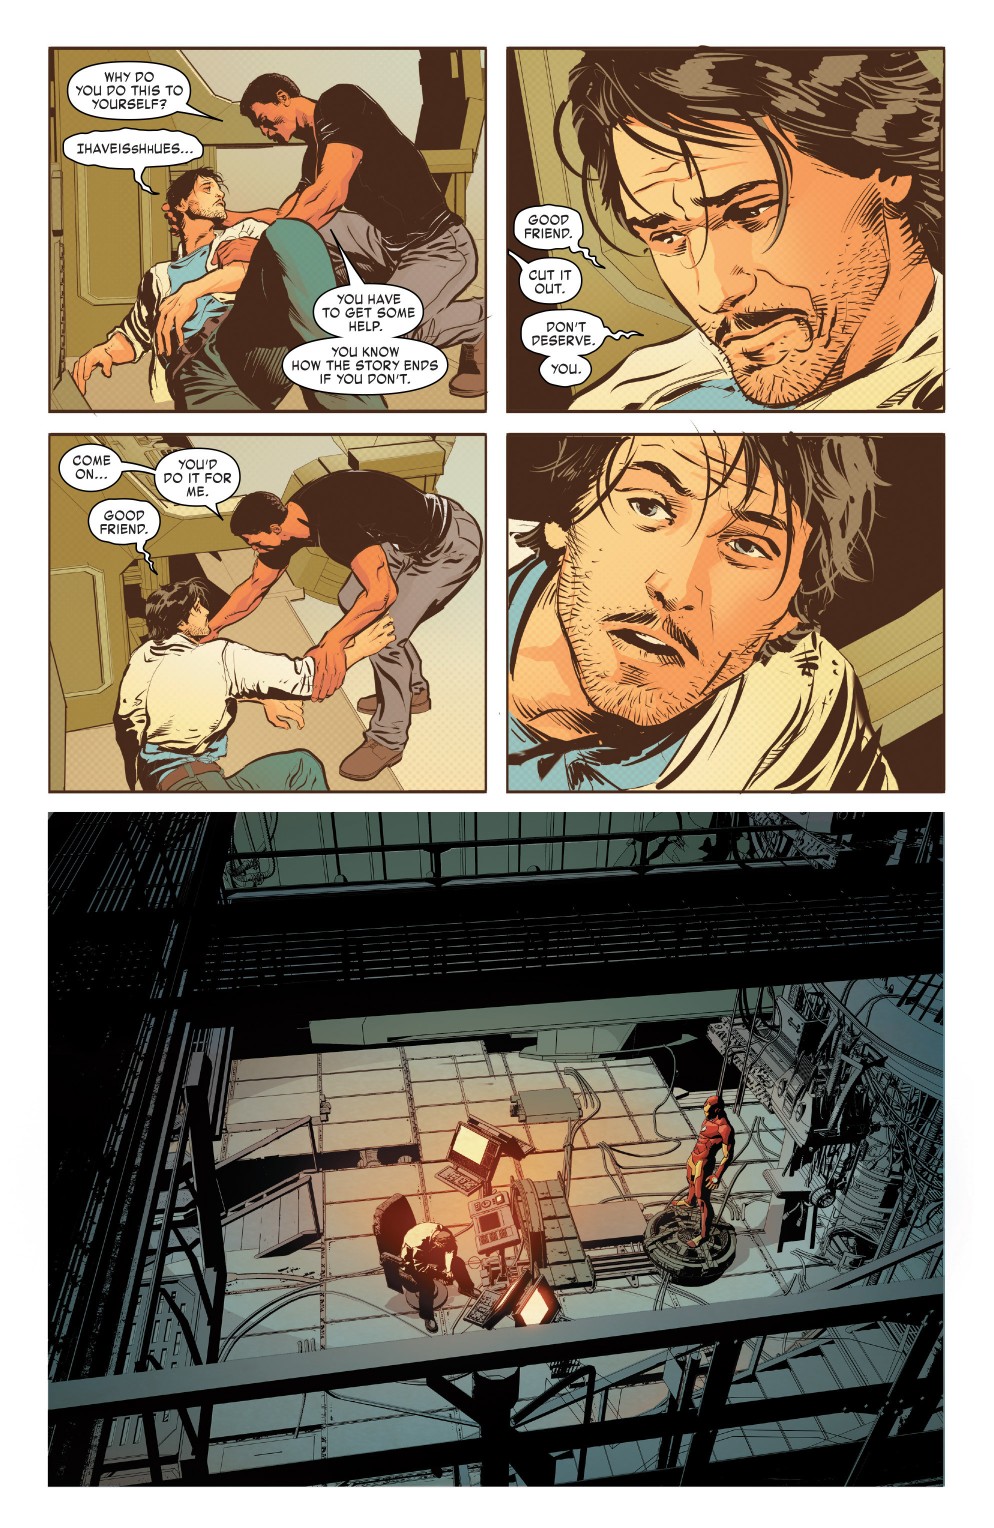 WHY DO
YOU DO THIS TO
YOURSELF?
IHAVEISSHHUES...
YOU HAVE
TO GET SOME
HELP.
YOU KNOW
HOW THE STORY ENDS
IF YOU DON'T.
GOOD
FRIEND.
CUT IT
OUT.
DON'T
DESERVE.
YOU.
COME
ON...
YOU'D
DO IT FOR
ME.
GOOD
FRIEND.